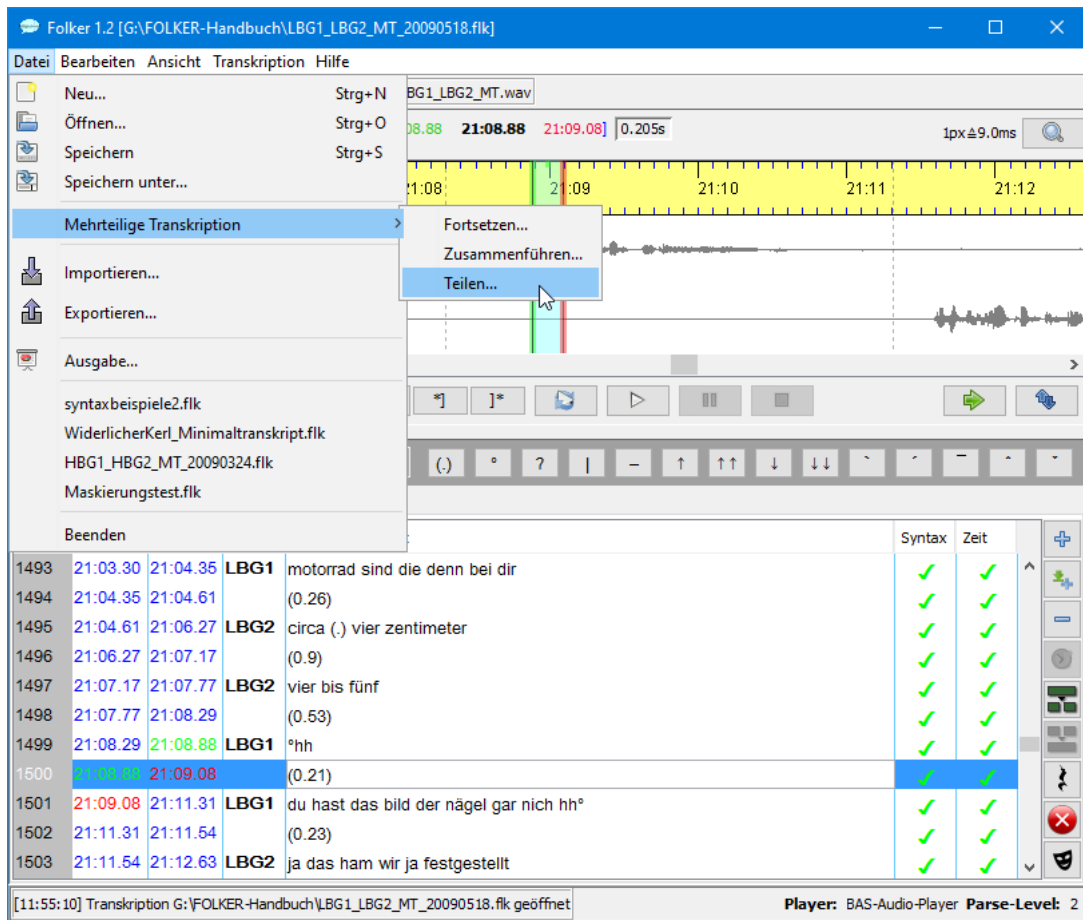 Folker 1.2 [G:\FOLKER-Handbuch\LBG1_LBG2_MT_20090518.flk]
Datei Bearbeiten Ansicht Transkription Hilfe
Neu... Strg+N
BG1_LBG2_MT.wav
Öffnen... Strg+O
08.88 21:08.88 21:09.08] 0.205s 1px≙9.0ms
Speichern Strg+S
Speichern unter...
21:08 21:09 21:10 21:11 21:12
Mehrteilige Transkription
Fortsetzen...
Zusammenführen...
Teilen...
Importieren...
Exportieren...
Ausgabe...
syntaxbeispiele2.flk
*] ]*
WiderlicherKerl_Minimaltranskript.flk
HBG1_HBG2_MT_20090324.flk
(.) ° ? | – ↑ ↑↑ ↓ ↓↓ ` ´ ¯ ˆ ˇ
Maskierungstest.flk
Beenden
Syntax Zeit
1493 21:03.30 21:04.35 LBG1 motorrad sind die denn bei dir ✓ ✓
1494 21:04.35 21:04.61 (0.26) ✓ ✓
1495 21:04.61 21:06.27 LBG2 circa (.) vier zentimeter ✓ ✓
1496 21:06.27 21:07.17 (0.9) ✓ ✓
1497 21:07.17 21:07.77 LBG2 vier bis fünf ✓ ✓
1498 21:07.77 21:08.29 (0.53) ✓ ✓
1499 21:08.29 21:08.88 LBG1 °hh ✓ ✓
1500 21:08.88 21:09.08 (0.21) ✓ ✓
1501 21:09.08 21:11.31 LBG1 du hast das bild der nägel gar nich hh° ✓ ✓
1502 21:11.31 21:11.54 (0.23) ✓ ✓
1503 21:11.54 21:12.63 LBG2 ja das ham wir ja festgestellt ✓ ✓
[11:55:10] Transkription G:\FOLKER-Handbuch\LBG1_LBG2_MT_20090518.flk geöffnet Player: BAS-Audio-Player Parse-Level: 2